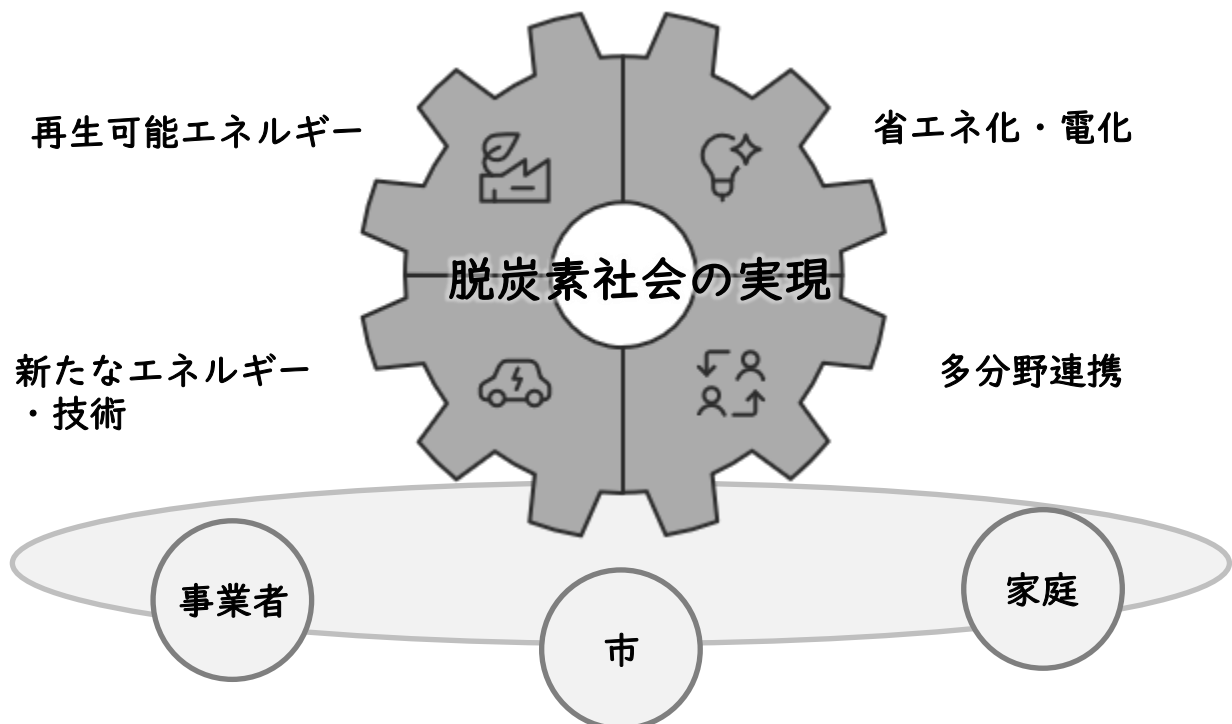 再生可能エネルギー
省エネ化・電化
脱炭素社会の実現
新たなエネルギー
・技術
多分野連携
事業者
市
家庭